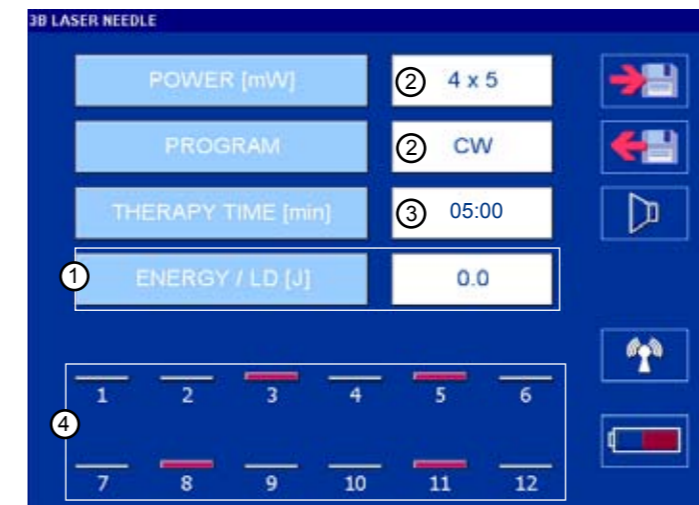 3B LASER NEEDLE
POWER [mW] 2 4 x 5
PROGRAM 2 CW
THERAPY TIME [min] 3 05:00
1 ENERGY / LD [J] 0.0
1 2 3 4 5 6
4
7 8 9 10 11 12